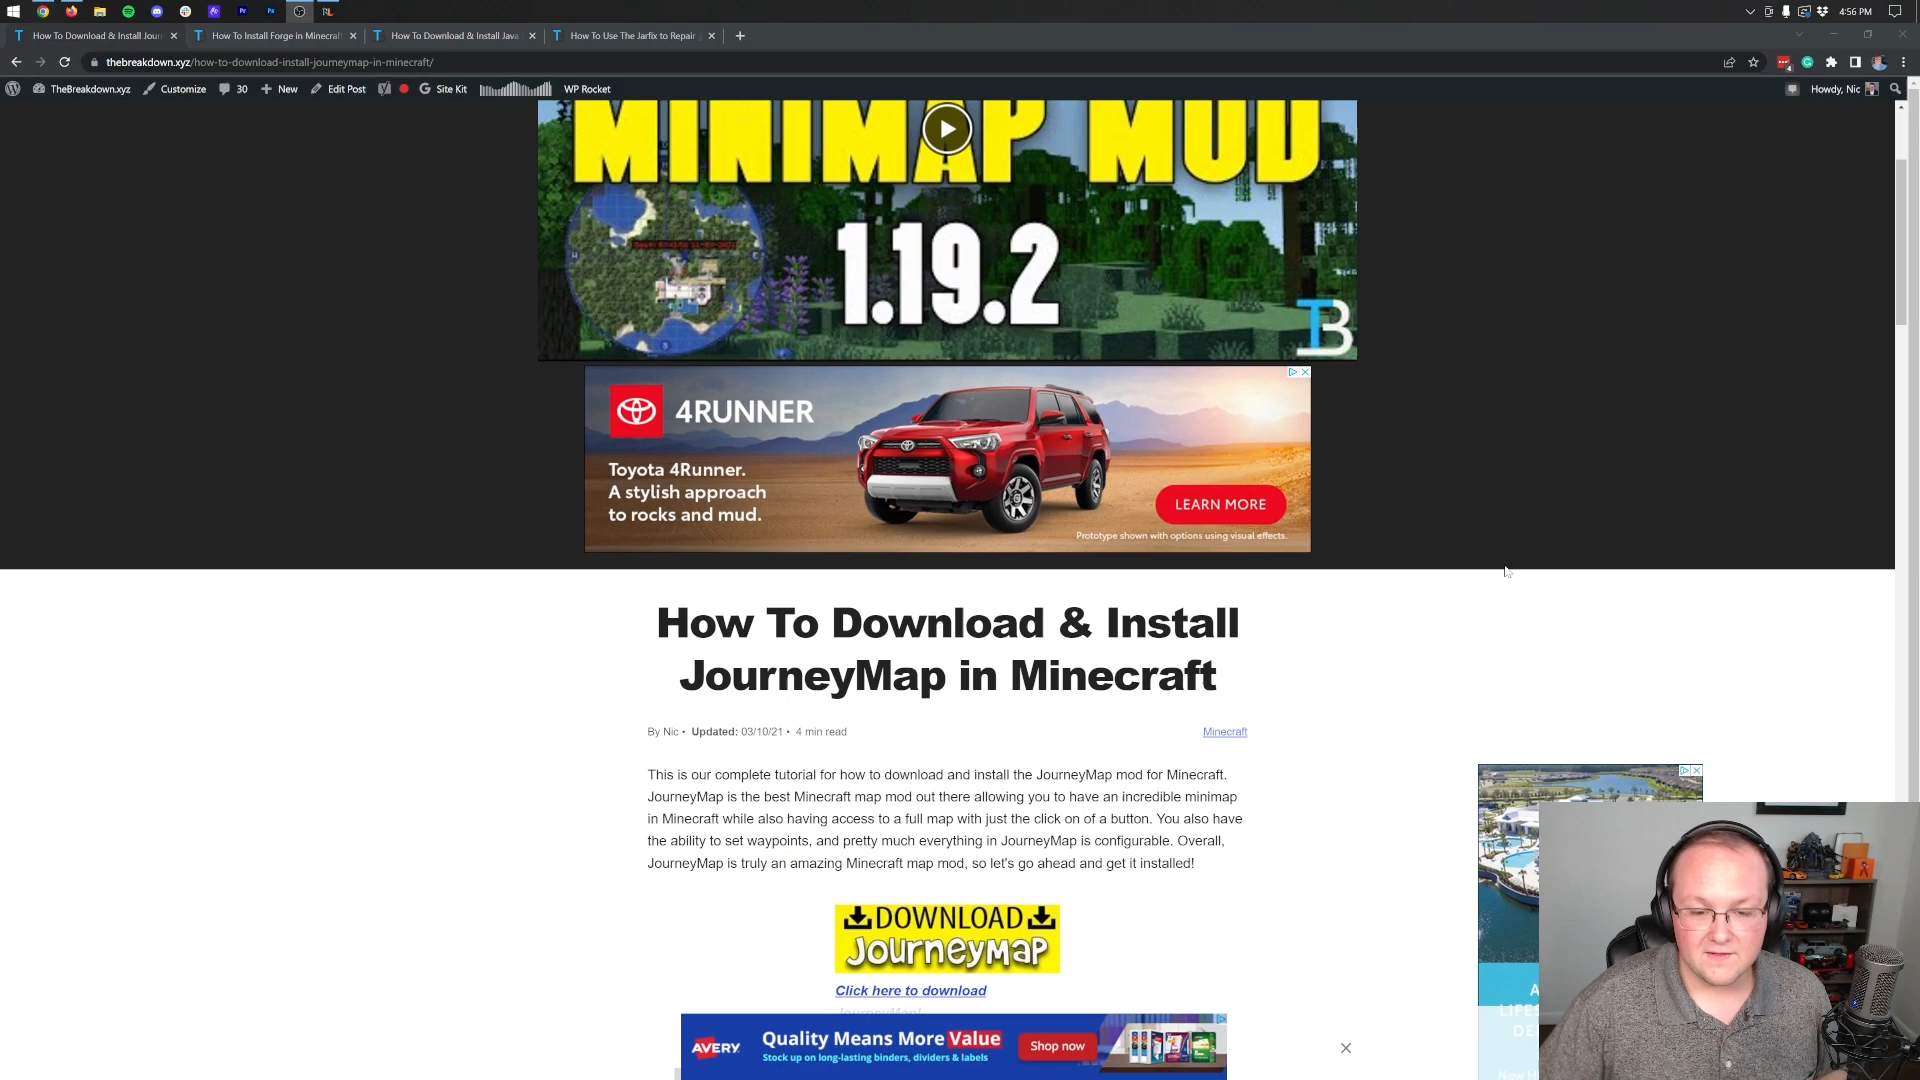 4:56 PM
How To Download & Install Jour
How To Install Forge in Minecraft
How To Download & Install Java
How To Use The Jarfix to Repair
thebreakdown.xyz/how-to-download-install-journeymap-in-minecraft/
TheBreakdown.xyz
Customize
30
New
Edit Post
Site Kit
WP Rocket
Howdy, Nic
MINIMAP MOD
1.19.2
TB
4RUNNER
Toyota 4Runner.
A stylish approach
to rocks and mud.
LEARN MORE
Prototype shown with options using visual effects.
How To Download & Install
JourneyMap in Minecraft
By Nic • Updated: 03/10/21 • 4 min read
Minecraft
This is our complete tutorial for how to download and install the JourneyMap mod for Minecraft.
JourneyMap is the best Minecraft map mod out there allowing you to have an incredible minimap
in Minecraft while also having access to a full map with just the click on of a button. You also have
the ability to set waypoints, and pretty much everything in JourneyMap is configurable. Overall,
JourneyMap is truly an amazing Minecraft map mod, so let's go ahead and get it installed!
DOWNLOAD
JourneyMap
Click here to download
JourneyMap!
AVERY
Quality Means More Value
Stock up on long-lasting binders, dividers & labels
Shop now